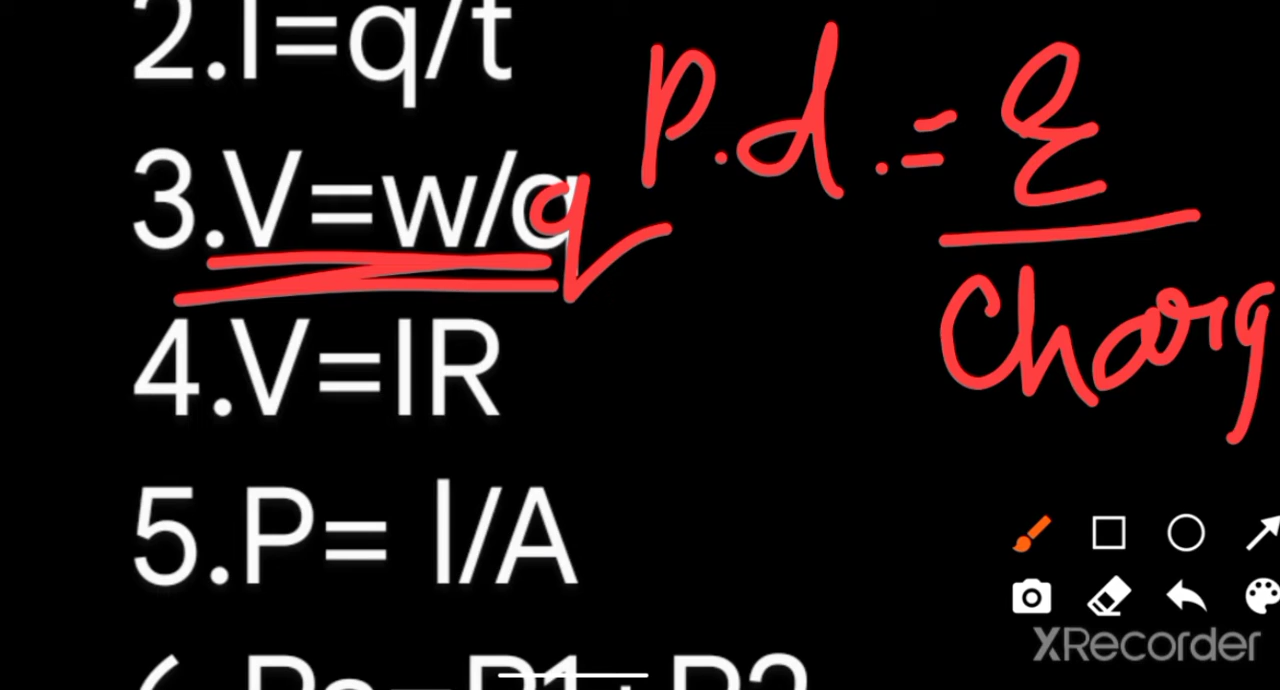 2.I=q/t
3.V=w/q
P.d.=
Charg
4.V=IR
5.P= l/A
XRecorder